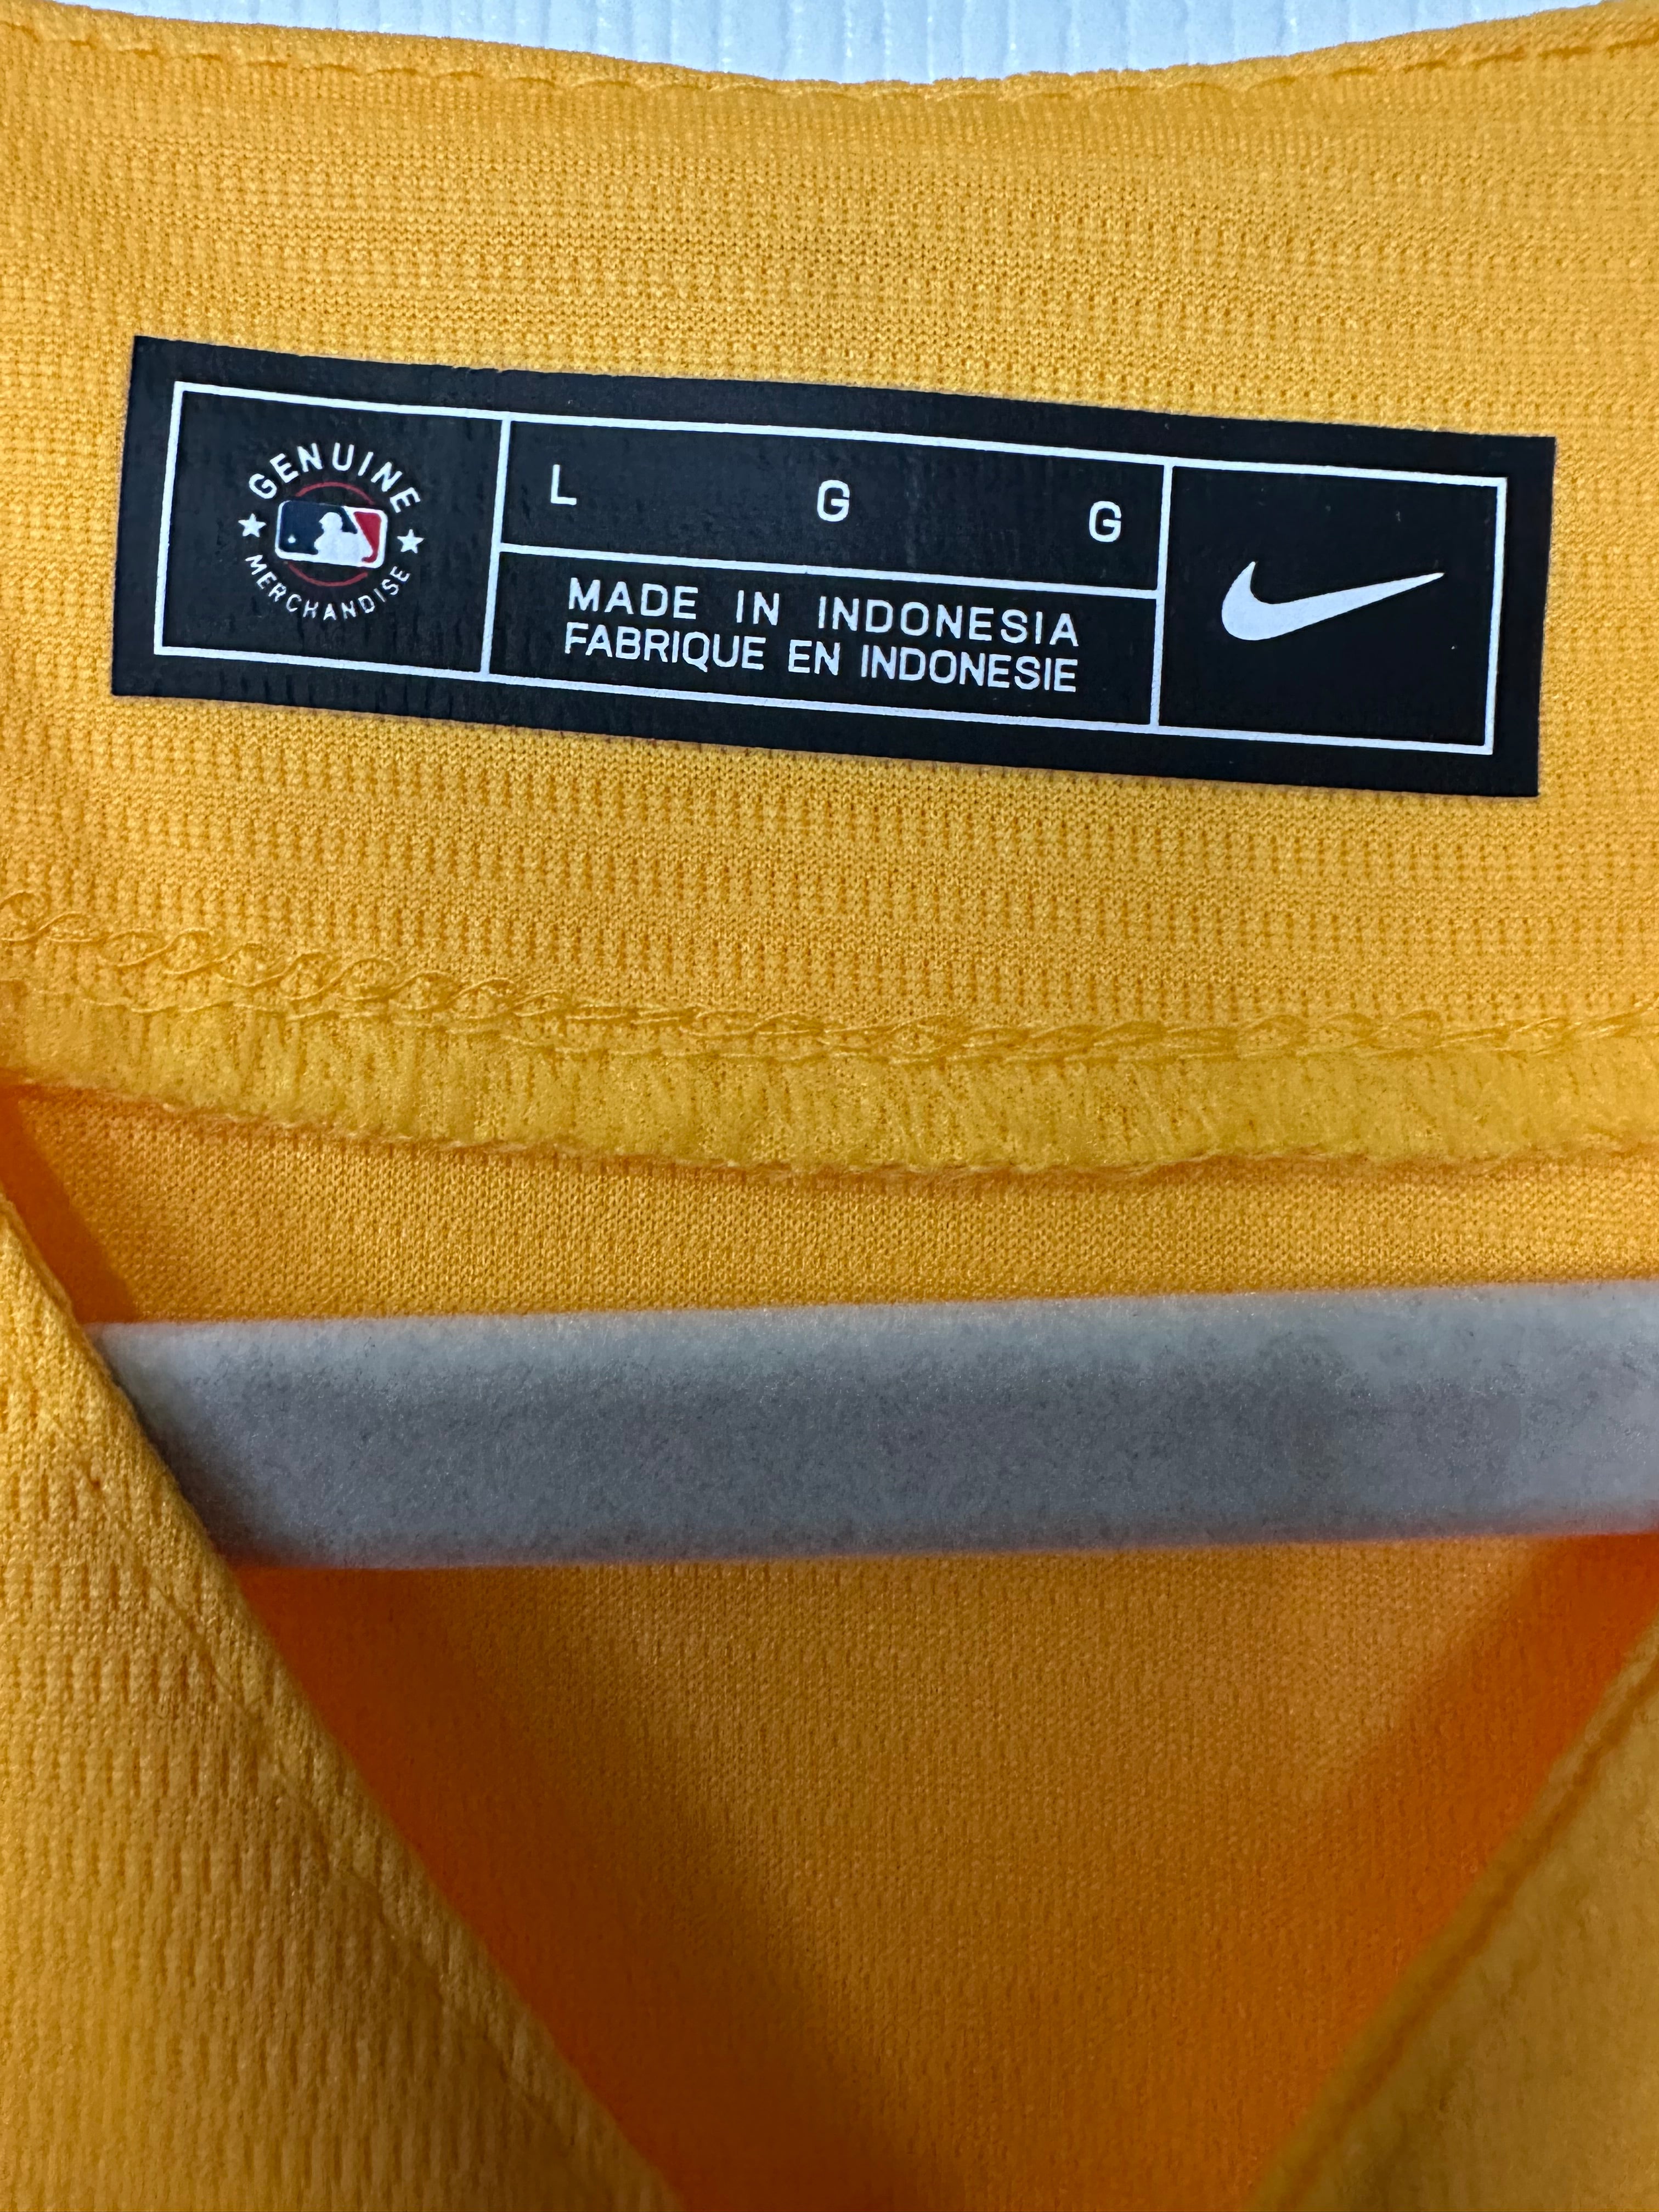 GENUINE
MERCHANDISE
L G G
MADE IN INDONESIA
FABRIQUE EN INDONESIE